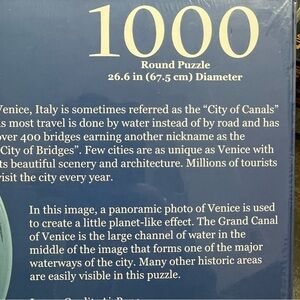 1000
Round Puzzle
26.6 in (67.5 cm) Diameter
Venice, Italy is sometimes referred as the “City of Canals”
as most travel is done by water instead of by road and has
over 400 bridges earning another nickname as the
“City of Bridges”. Few cities are as unique as Venice with
its beautiful scenery and architecture. Millions of tourists
visit the city every year.
In this image, a panoramic photo of Venice is used
to create a little planet-like effect. The Grand Canal
of Venice is the large channel of water in the
middle of the image that forms one of the major
waterways of the city. Many other historic areas
are easily visible in this puzzle.